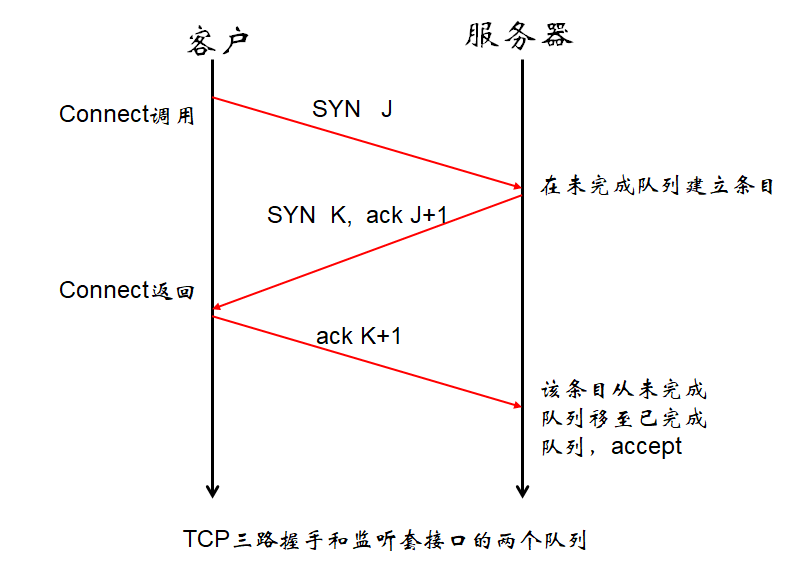 客户
服务器
Connect调用
SYN J
在未完成队列建立条目
SYN K, ack J+1
Connect返回
ack K+1
该条目从未完成
队列移至已完成
队列，accept
TCP三路握手和监听套接口的两个队列